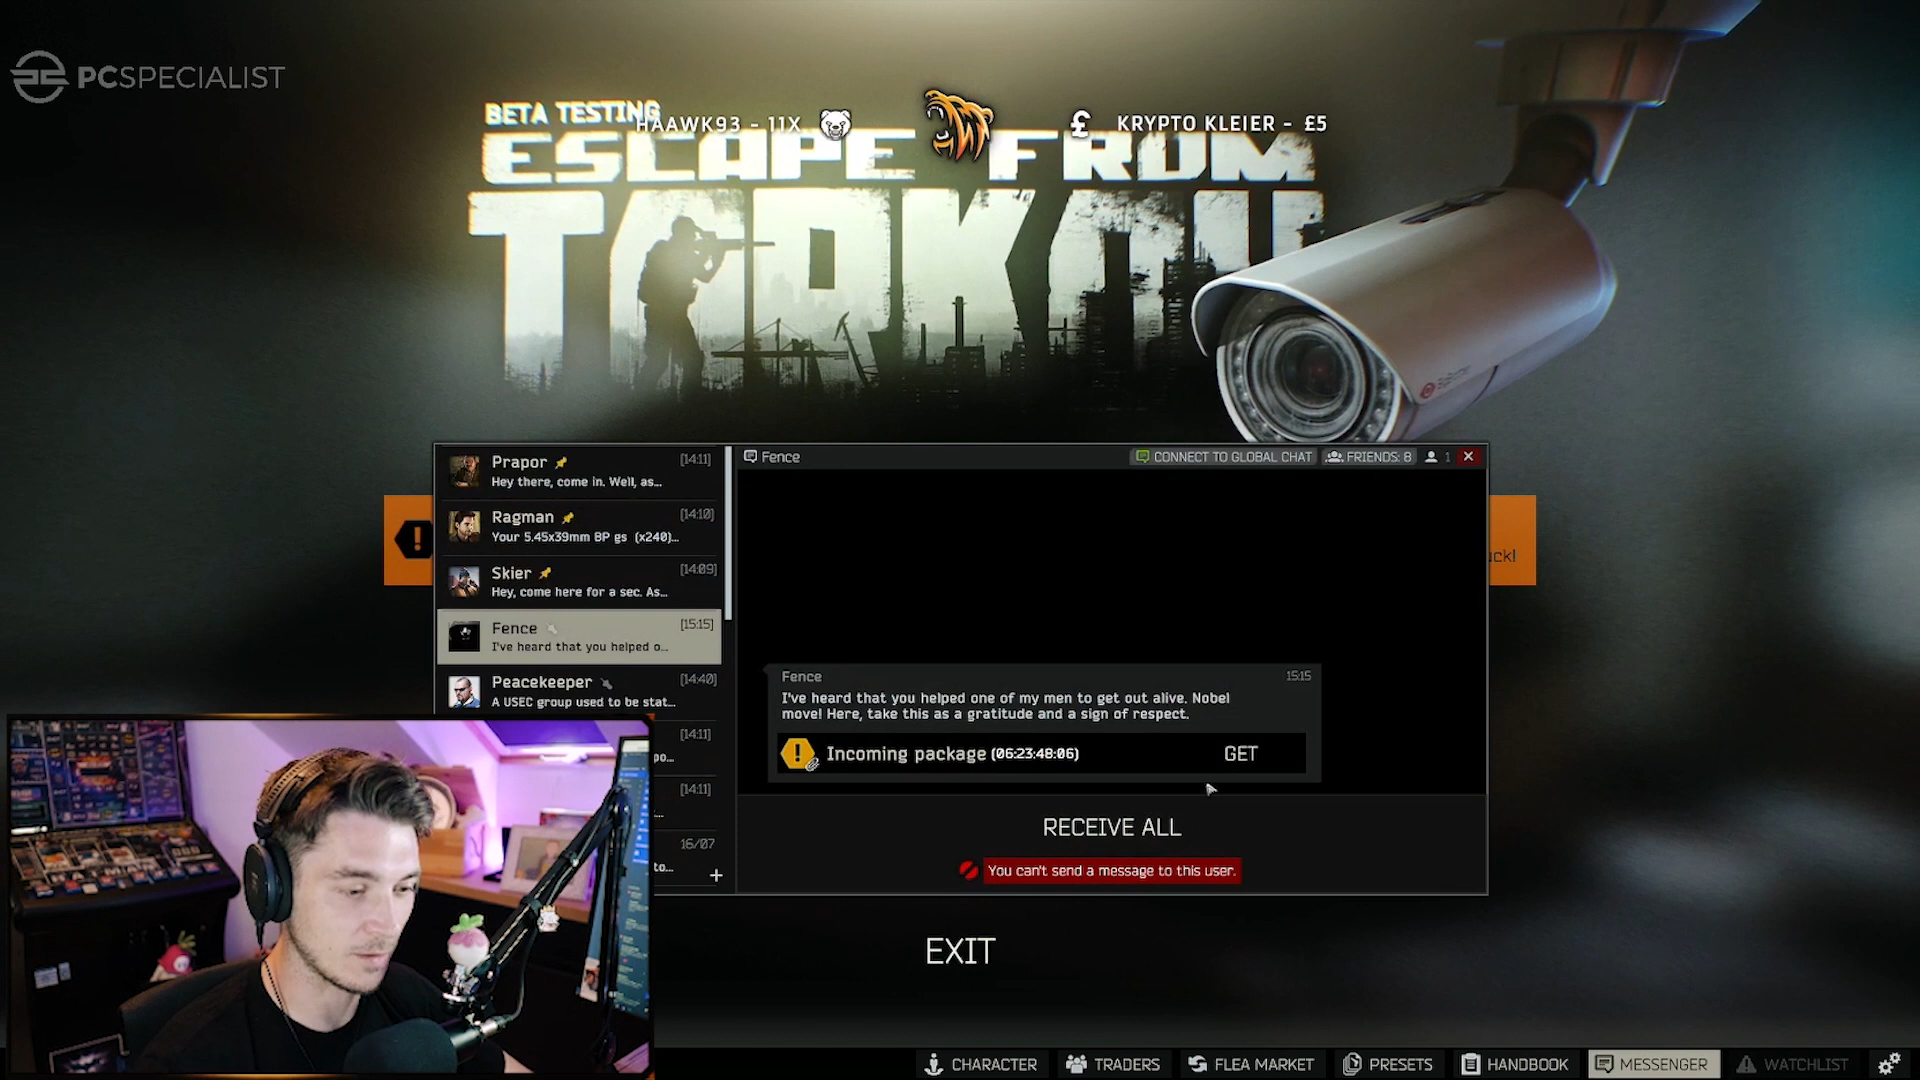 PCSPECIALIST
BETA TESTING
HAAWK93 - 11X
£ KRYPTO KLEIER - £5
ESCAPE FROM
TARKOV
Prapor [14:11]
Hey there, come in. Well, as...
Ragman [14:10]
Your 5.45x39mm BP gs (x240)...
Skier [14:09]
Hey, come here for a sec. As...
Fence [15:15]
I've heard that you helped o...
Peacekeeper [14:40]
A USEC group used to be stat...
[14:11]
po...
[14:11]
...
16/07
to...
+
Fence
CONNECT TO GLOBAL CHAT
FRIENDS: 8
1
X
!
uck!
Fence 15:15
I've heard that you helped one of my men to get out alive. Nobel
move! Here, take this as a gratitude and a sign of respect.
! Incoming package (06:23:48:06) GET
RECEIVE ALL
You can't send a message to this user.
EXIT
CHARACTER
TRADERS
FLEA MARKET
PRESETS
HANDBOOK
MESSENGER
WATCHLIST